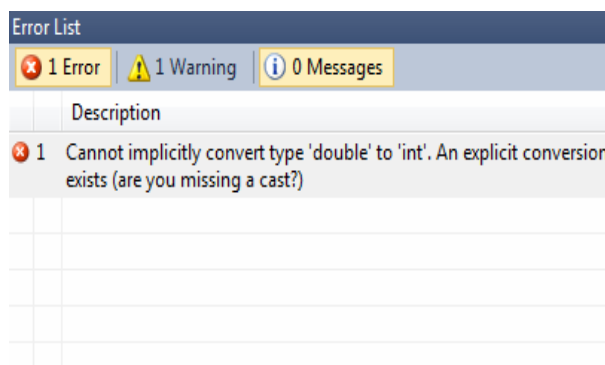 Error List
1 Error 1 Warning 0 Messages
Description
1 Cannot implicitly convert type 'double' to 'int'. An explicit conversion
exists (are you missing a cast?)